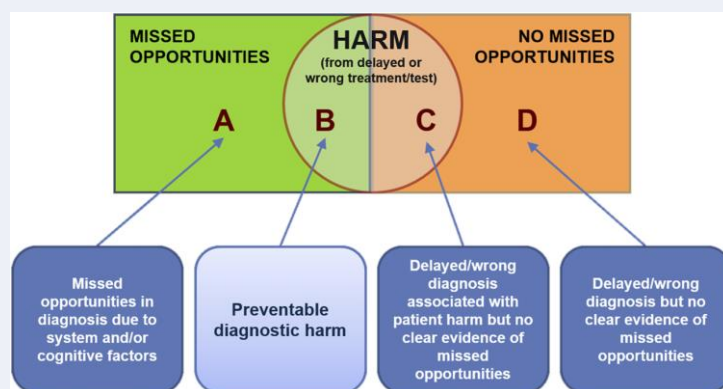 MISSED
OPPORTUNITIES
HARM
(from delayed or
wrong treatment/test)
NO MISSED
OPPORTUNITIES
A
B
C
D
Missed
opportunities in
diagnosis due to
system and/or
cognitive factors
Preventable
diagnostic harm
Delayed/wrong
diagnosis
associated with
patient harm but no
clear evidence of
missed
opportunities
Delayed/wrong
diagnosis but no
clear evidence of
missed
opportunities